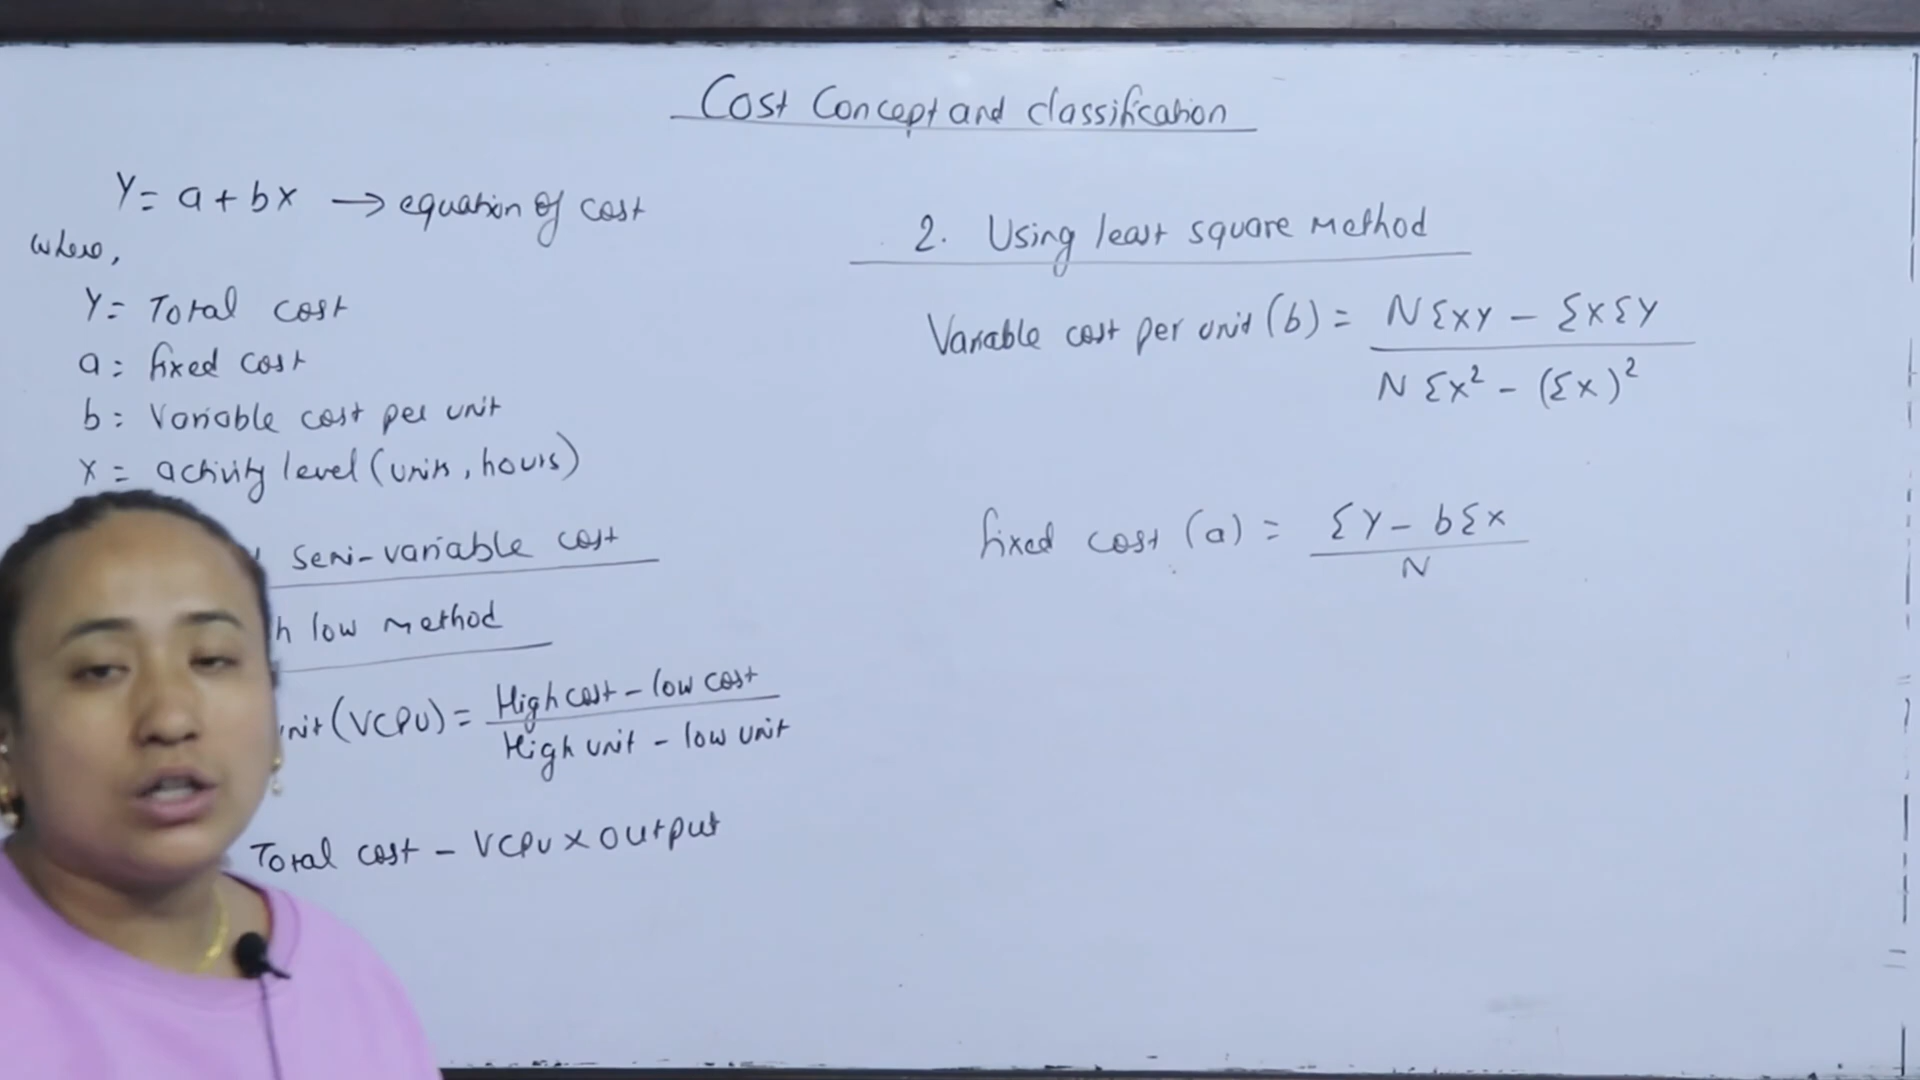 Cost Concept and classification
Y = a + bx → equation of cost
where,
Y = Total cost
a = fixed cost
b = Variable cost per unit
x = activity level (units, hours)
semi-variable cost
low method
(VCPU) = High cost - low cost
High unit - low unit
Total cost - VCPU × output
2. Using least square method
Variable cost per unit (b) = NΣXY - ΣXΣY
NΣX² - (ΣX)²
fixed cost (a) = ΣY - bΣX
N